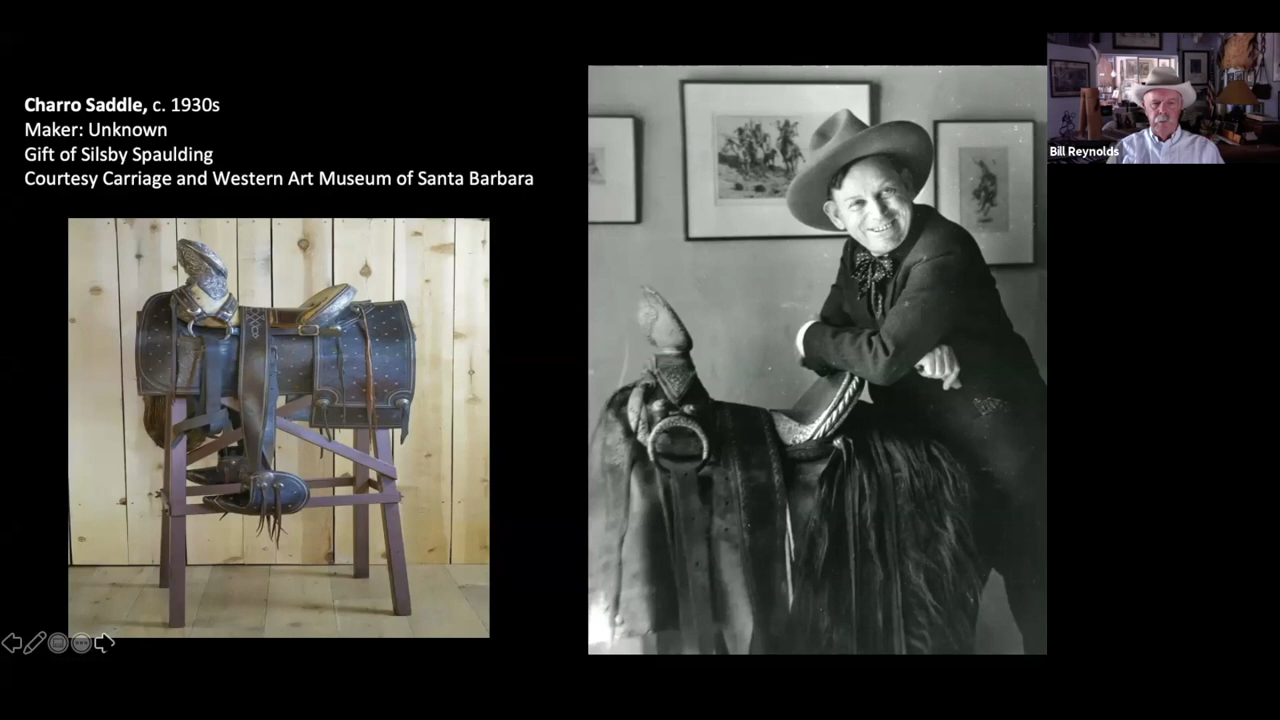 Charro Saddle, c. 1930s
Maker: Unknown
Gift of Silsby Spaulding
Courtesy Carriage and Western Art Museum of Santa Barbara
Bill Reynolds